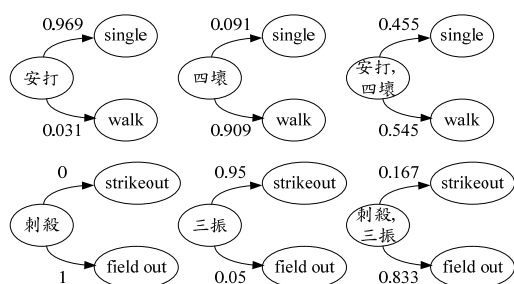 0.969
single
安打
0.031
walk
0.091
single
四壞
0.909
walk
0.455
single
安打,
四壞
0.545
walk
0
strikeout
刺殺
1
field out
0.95
strikeout
三振
0.05
field out
0.167
strikeout
刺殺,
三振
0.833
field out